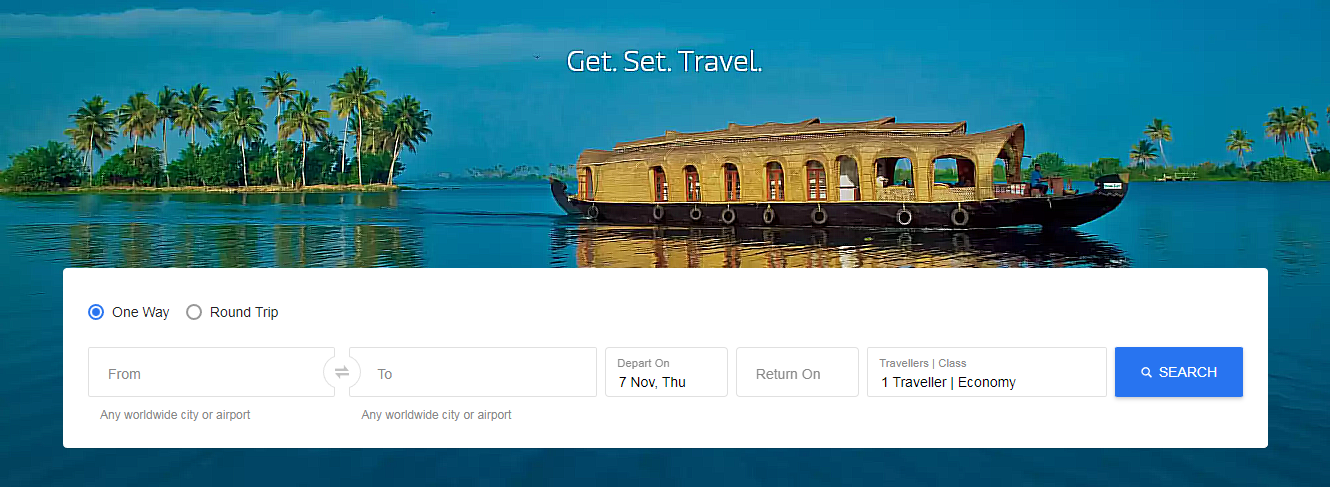 Get. Set. Travel.
One Way Round Trip
From
To
Depart On
7 Nov, Thu
Return On
Travellers | Class
1 Traveller | Economy
SEARCH
Any worldwide city or airport
Any worldwide city or airport